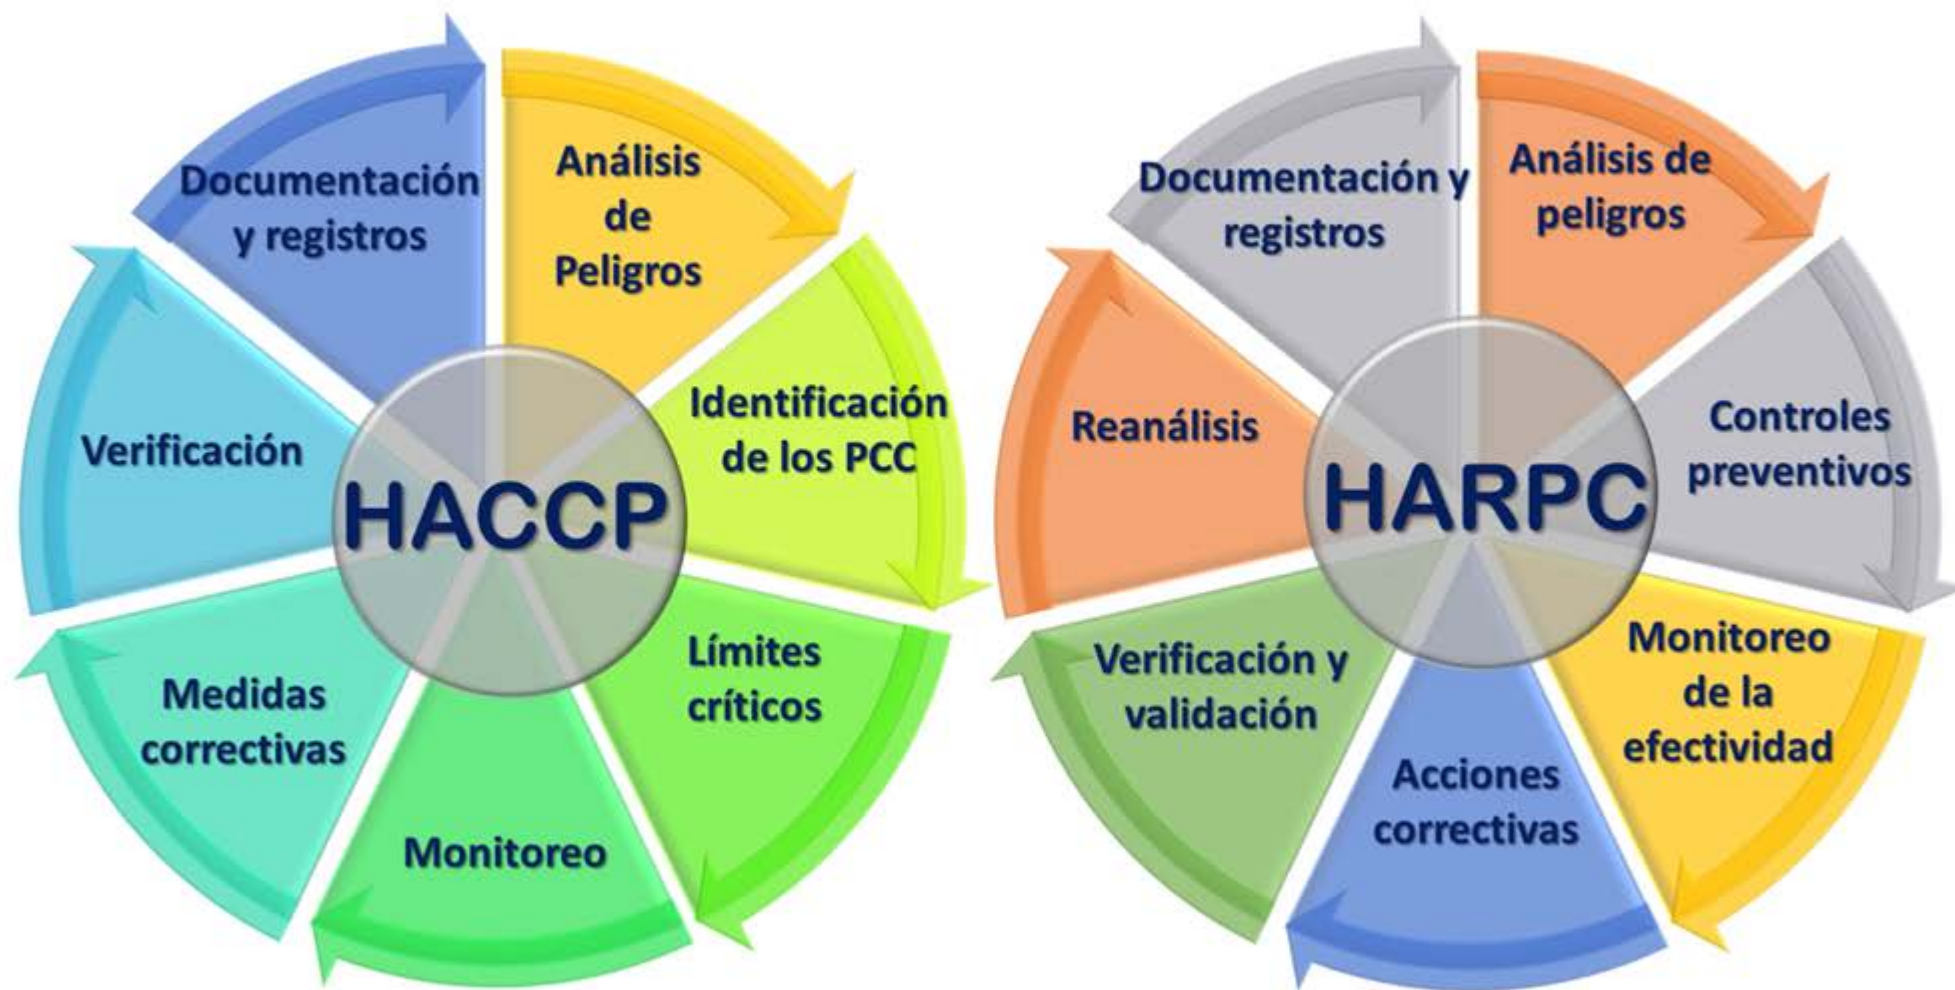 Análisis
de
Peligros
Identificación
de los PCC
Límites
críticos
Monitoreo
Medidas
correctivas
Verificación
Documentación
y registros
HACCP
Análisis de
peligros
Controles
preventivos
Monitoreo
de la
efectividad
Acciones
correctivas
Verificación y
validación
Reanálisis
Documentación y
registros
HARPC